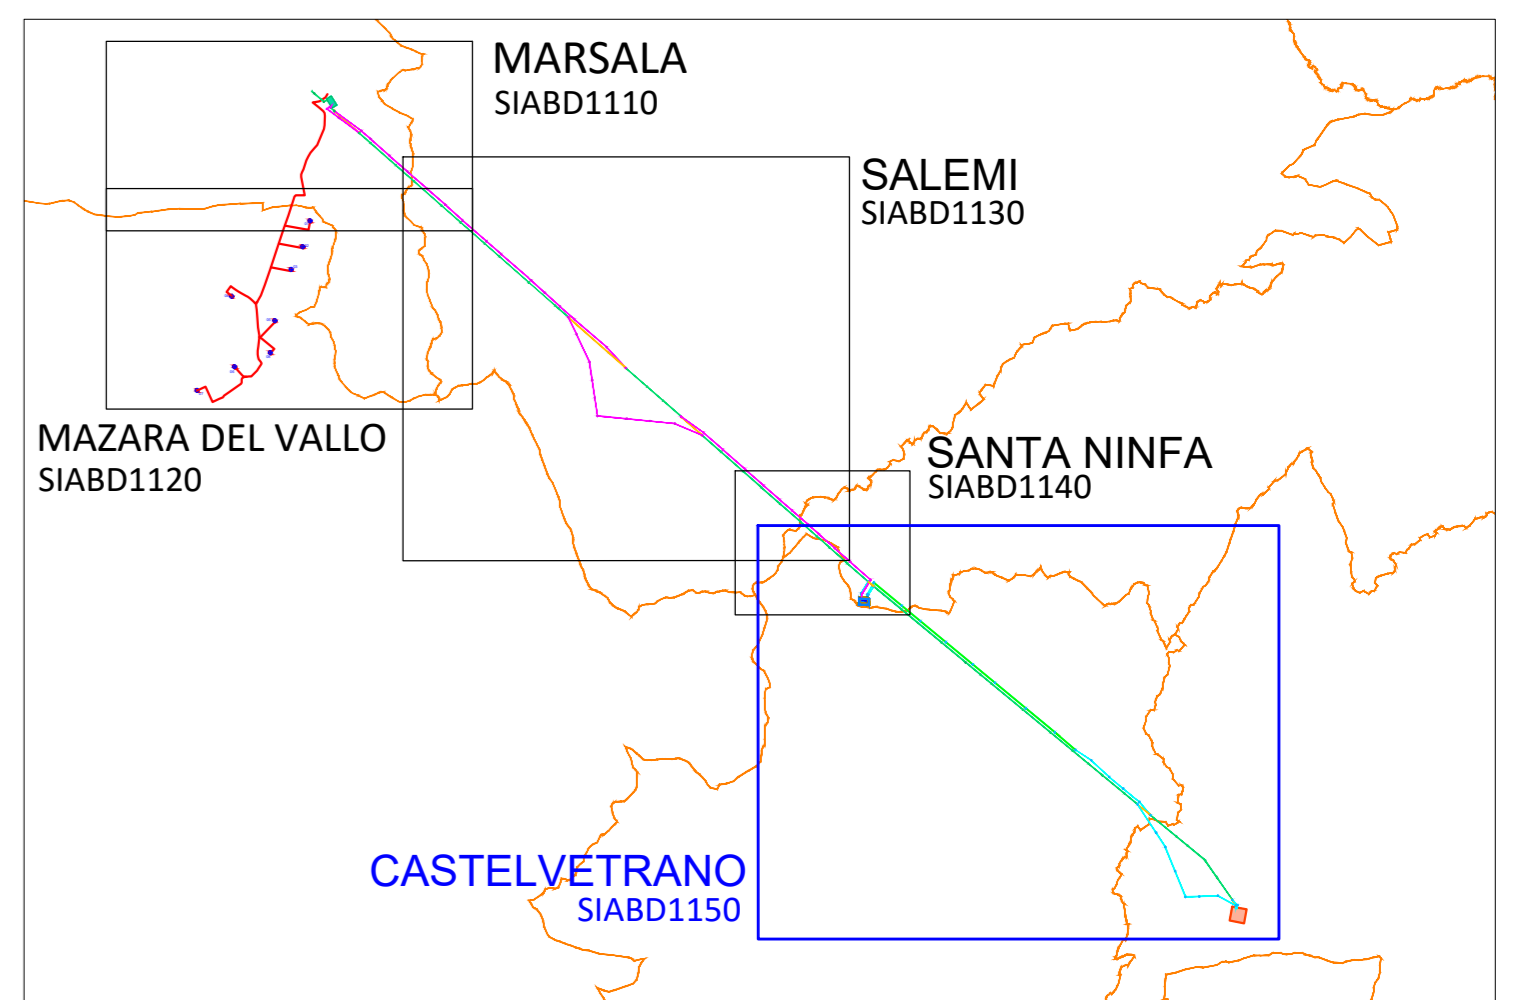 MARSALA
SIABD1110
SALEMI
SIABD1130
MAZARA DEL VALLO
SIABD1120
SANTA NINFA
SIABD1140
CASTELVETRANO
SIABD1150